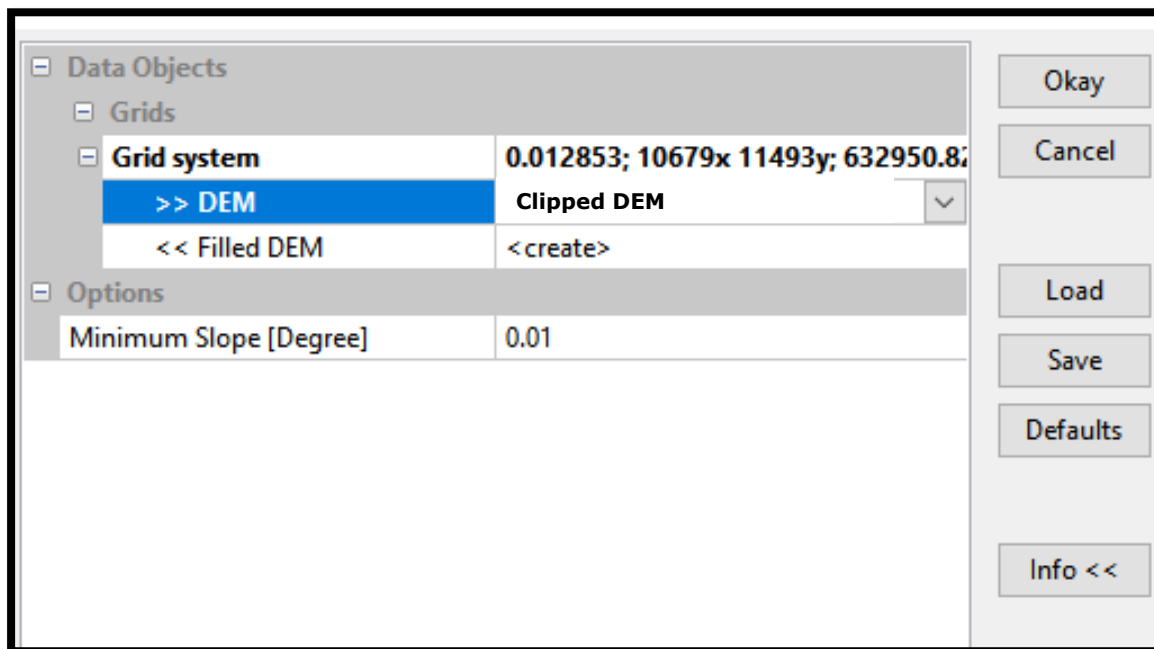 Data Objects
Grids
Grid system 0.012853; 10679x 11493y; 632950.82
>> DEM Clipped DEM
<< Filled DEM <create>
Options
Minimum Slope [Degree] 0.01
Okay
Cancel
Load
Save
Defaults
Info <<